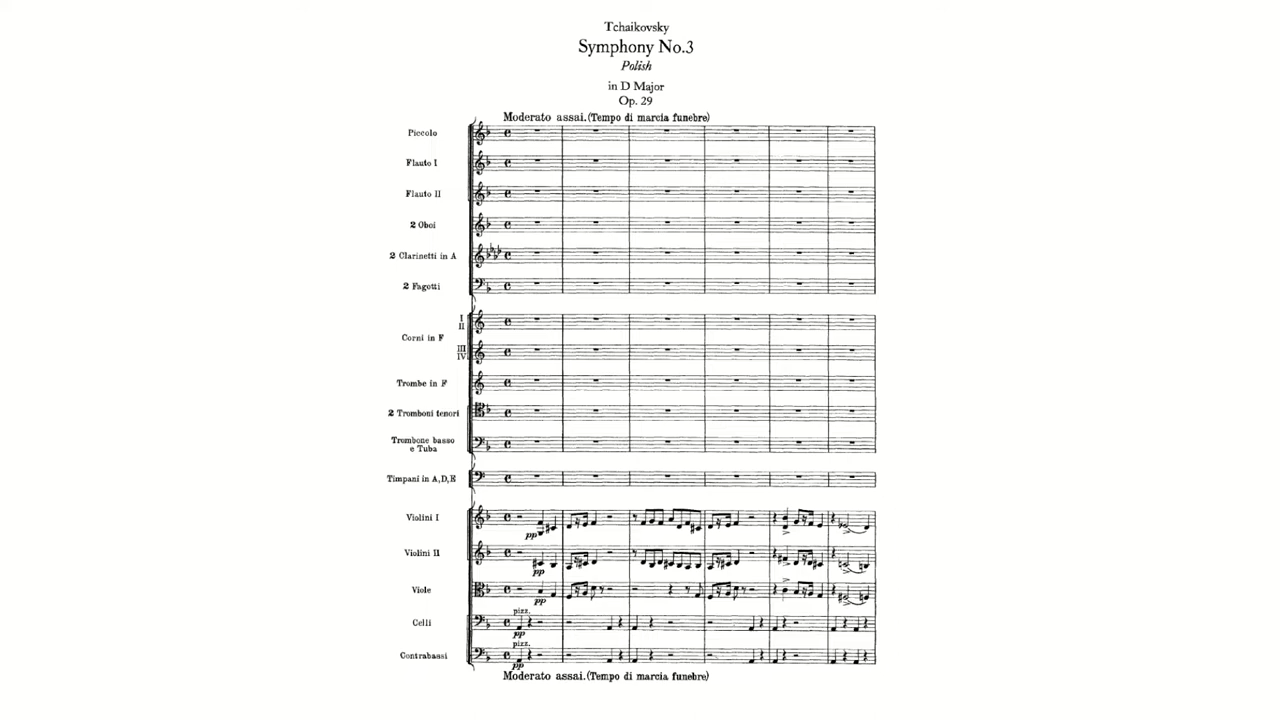 Tchaikovsky
Symphony No.3
Polish
in D Major
Op. 29
Moderato assai.(Tempo di marcia funebre)
Piccolo
Flauto I
Flauto II
2 Oboi
2 Clarinetti in A
2 Fagotti
I
II
Corni in F
III
IV
Trombe in F
2 Tromboni tenori
Trombone basso
e Tuba
Timpani in A,D,E
Violini I
pp
Violini II
pp
Viole
pp
pizz.
Celli
pp
pizz.
Contrabassi
pp
Moderato assai.(Tempo di marcia funebre)